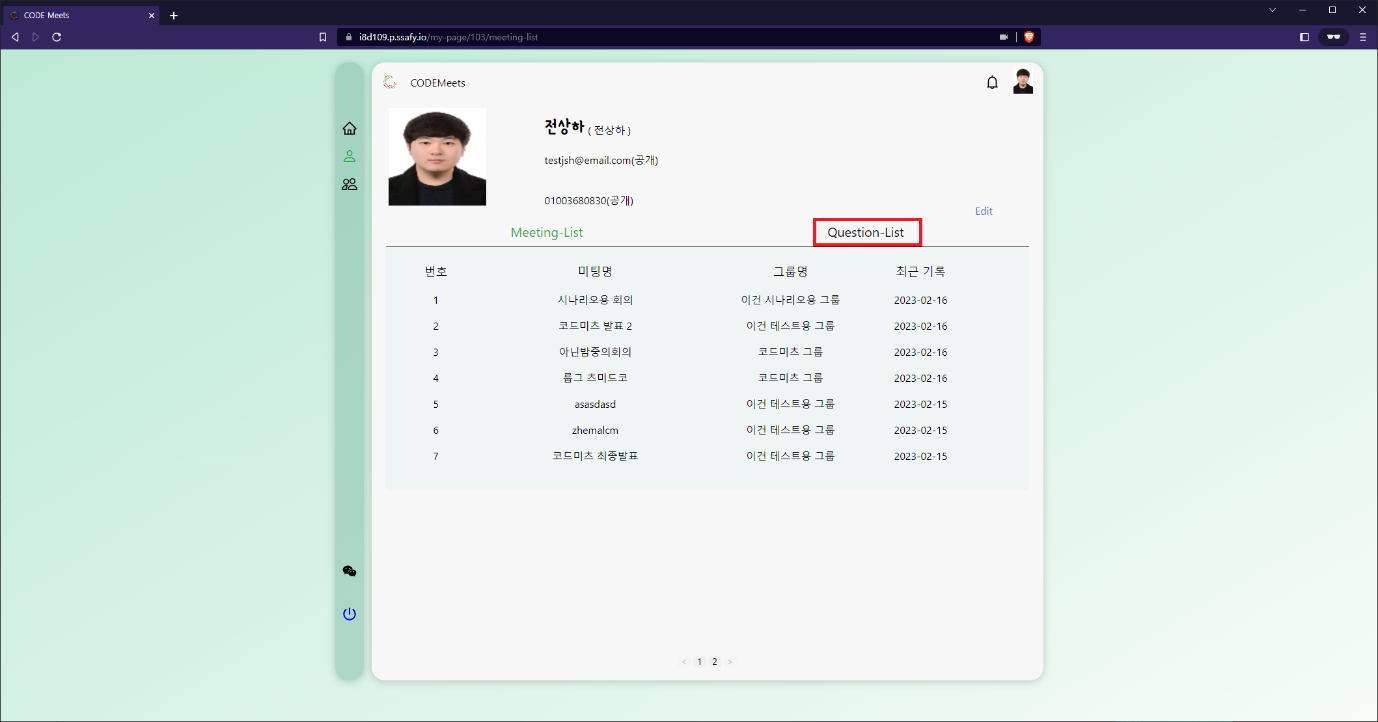 CODE Meets
i8d109.p.ssafy.io/my-page/103/meeting-list
CODEMeets
전상하 ( 전상하 )
testjsh@email.com(공개)
01003680830(공개)
Edit
Meeting-List Question-List
번호 미팅명 그룹명 최근 기록
1 시나리오용 회의 이건 시나리오용 그룹 2023-02-16
2 코드미츠 발표 2 이건 테스트용 그룹 2023-02-16
3 아닌밤중의회의 코드미츠 그룹 2023-02-16
4 룹그 츠미드코 코드미츠 그룹 2023-02-16
5 asasdasd 이건 테스트용 그룹 2023-02-15
6 zhemalcm 이건 테스트용 그룹 2023-02-15
7 코드미츠 최종발표 이건 테스트용 그룹 2023-02-15
< 1 2 >